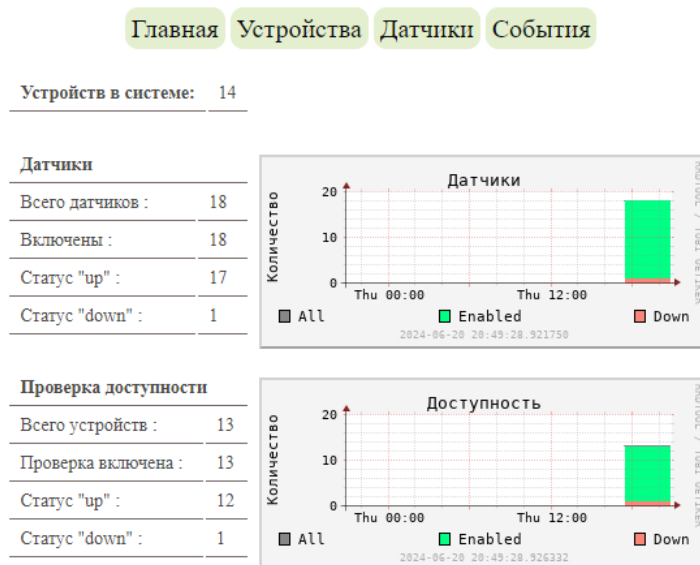 Главная Устройства Датчики События
Устройств в системе: 14
Датчики
Всего датчиков : 18
Включены : 18
Статус "up" : 17
Статус "down" : 1
Датчики
Количество
20
10
0
Thu 00:00 Thu 12:00
All Enabled Down
2024-06-20 20:49:28.921750
Проверка доступности
Всего устройств : 13
Проверка включена : 13
Статус "up" : 12
Статус "down" : 1
Доступность
Количество
20
10
0
Thu 00:00 Thu 12:00
All Enabled Down
2024-06-20 20:49:28.926332